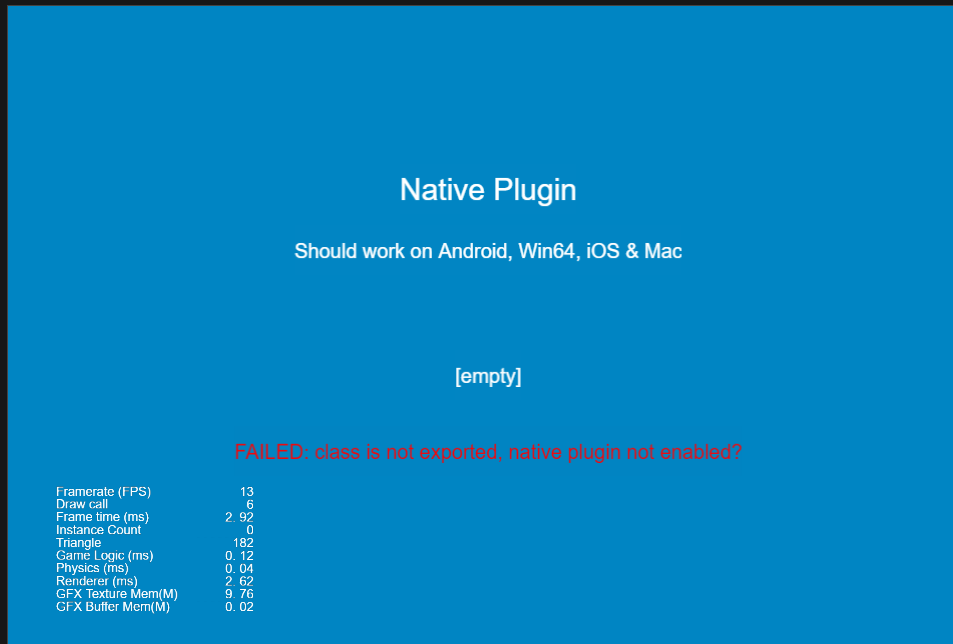 Native Plugin
Should work on Android, Win64, iOS & Mac
[empty]
FAILED: class is not exported, native plugin not enabled?
Framerate (FPS) 13
Draw call 6
Frame time (ms) 2. 92
Instance Count 0
Triangle 182
Game Logic (ms) 0. 12
Physics (ms) 0. 04
Renderer (ms) 2. 62
GFX Texture Mem(M) 9. 76
GFX Buffer Mem(M) 0. 02